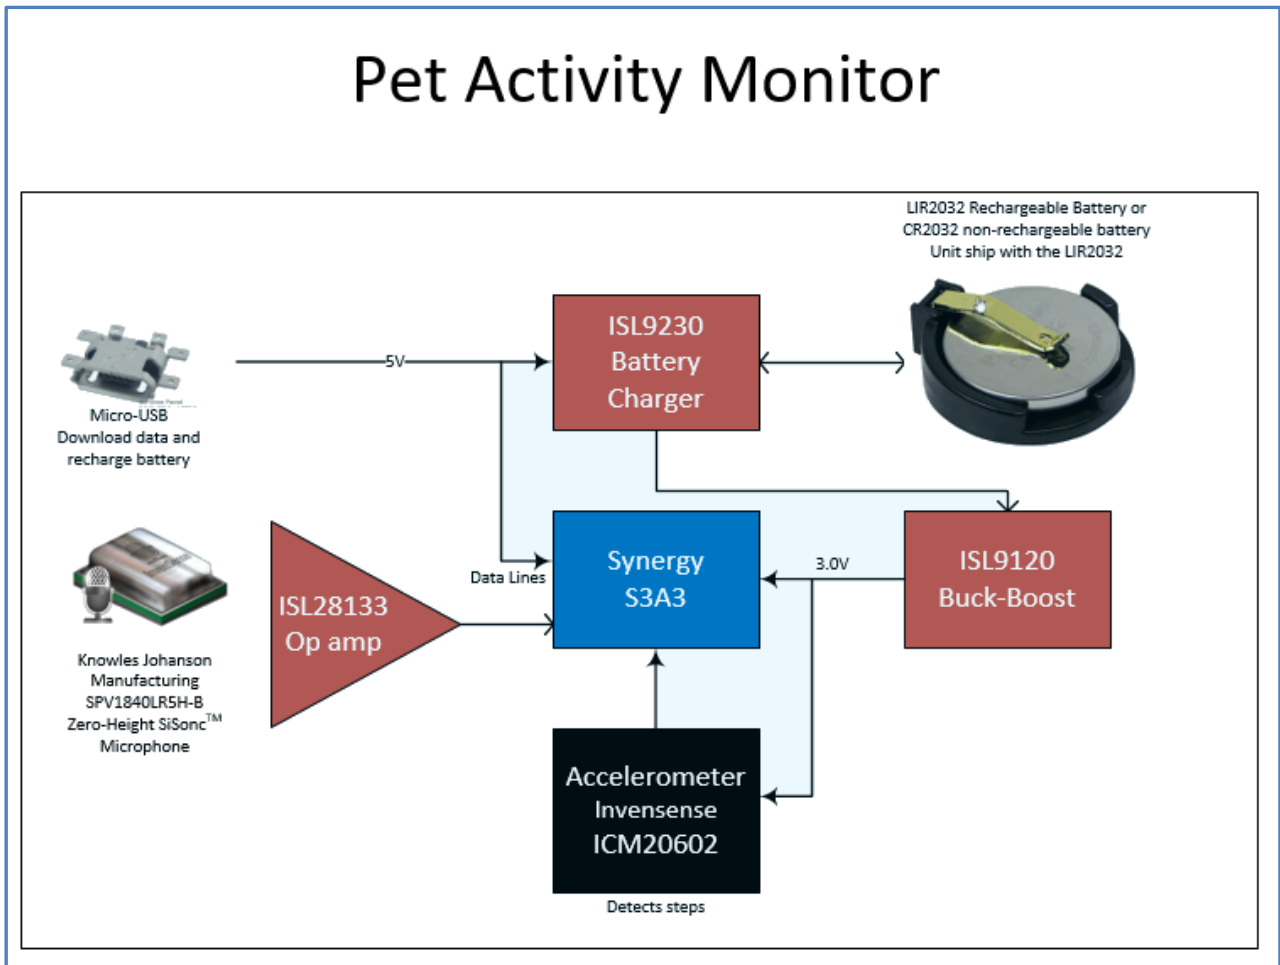 Pet Activity Monitor
LIR2032 Rechargeable Battery or
CR2032 non-rechargeable battery
Unit ship with the LIR2032
ISL9230
Battery
Charger
5V
Micro-USB
Download data and
recharge battery
Synergy
S3A3
3.0V
ISL9120
Buck-Boost
Data Lines
ISL28133
Op amp
Knowles Johanson
Manufacturing
SPV1840LR5H-B
Zero-Height SiSonc™
Microphone
Accelerometer
Invensense
ICM20602
Detects steps